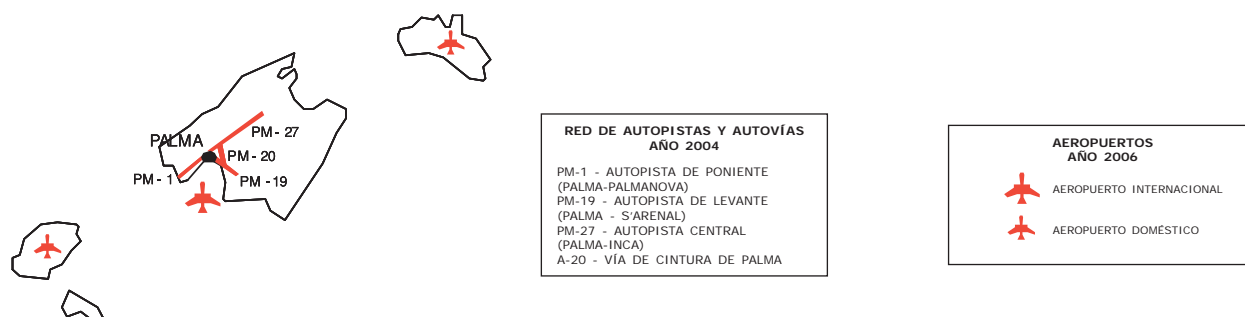 PALMA
PM - 27
PM - 20
PM - 1
PM - 19
RED DE AUTOPISTAS Y AUTOVÍAS
AÑO 2004
PM-1 - AUTOPISTA DE PONIENTE
(PALMA-PALMANOVA)
PM-19 - AUTOPISTA DE LEVANTE
(PALMA - S'ARENAL)
PM-27 - AUTOPISTA CENTRAL
(PALMA-INCA)
A-20 - VÍA DE CINTURA DE PALMA
AEROPUERTOS
AÑO 2006
AEROPUERTO INTERNACIONAL
AEROPUERTO DOMÉSTICO